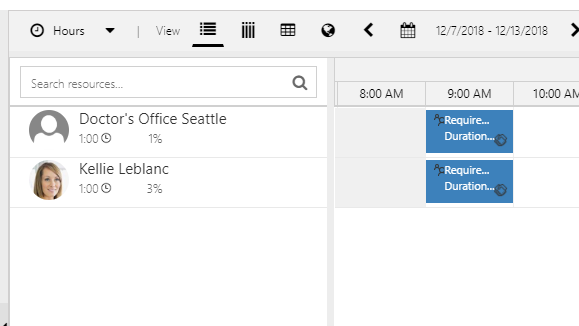 Hours | View 12/7/2018 - 12/13/2018
Search resources...
8:00 AM 9:00 AM 10:00 AM
Doctor's Office Seattle
1:00 1%
Require...
Duration...
Kellie Leblanc
1:00 3%
Require...
Duration...